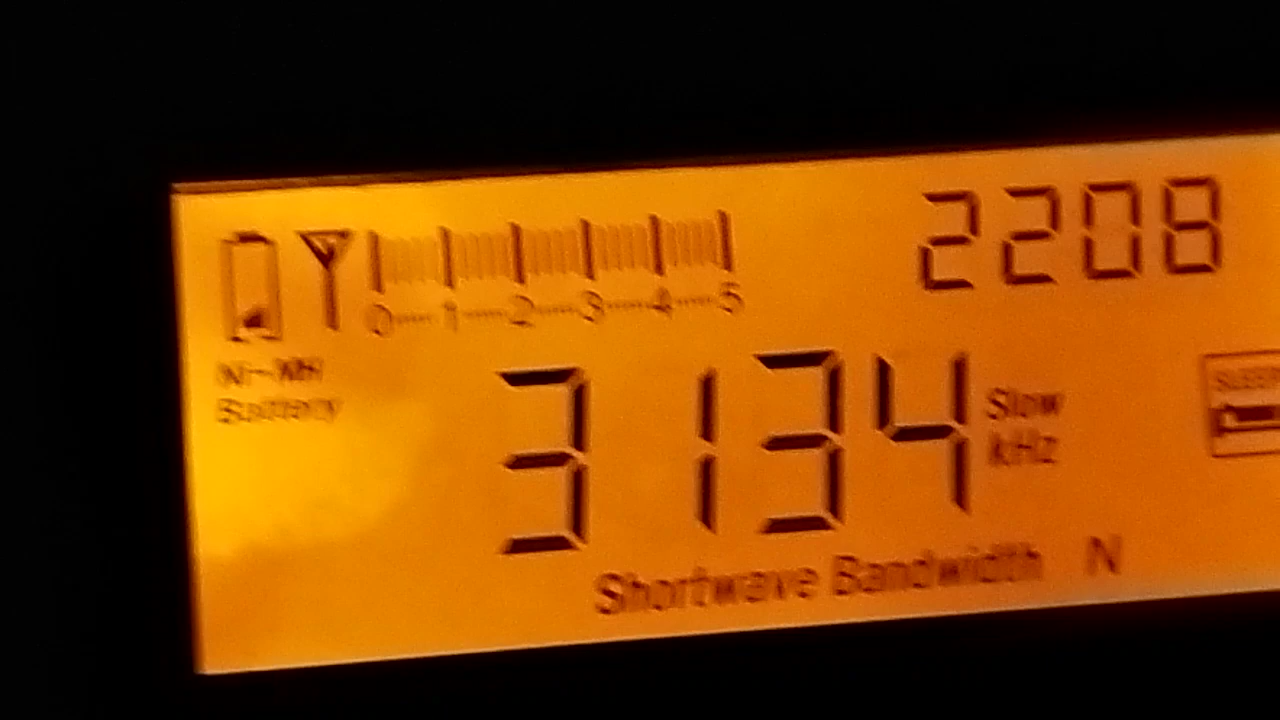 2208
0 1 2 3 4 5
Ni-MH
Battery
3134
Slow
kHz
Shortwave Bandwidth N